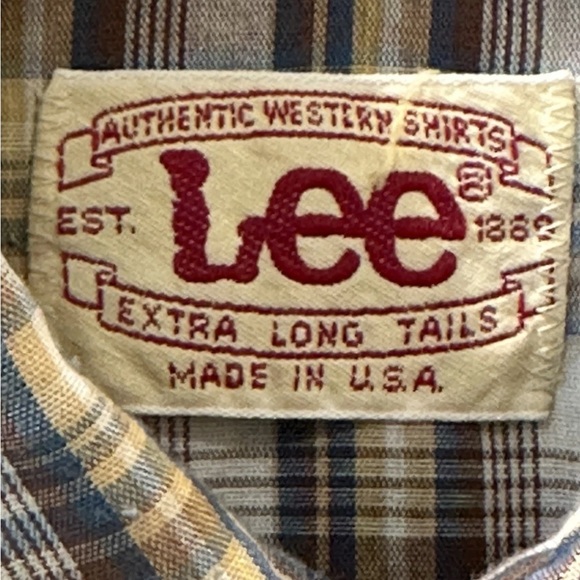 AUTHENTIC WESTERN SHIRTS
Lee ®
EST. 1889
EXTRA LONG TAILS
MADE IN U.S.A.